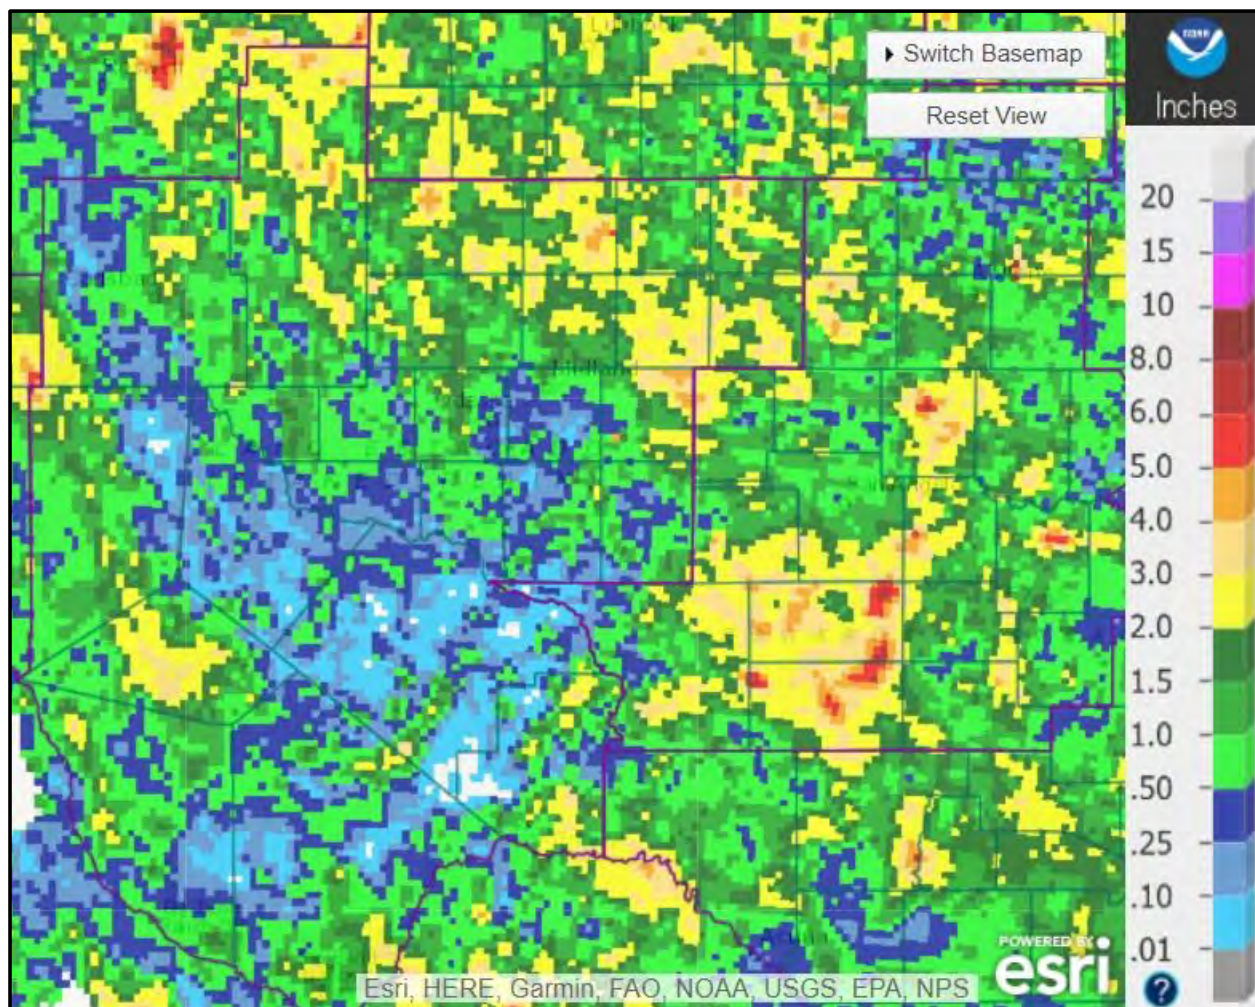 Switch Basemap
Reset View
NOAA
Inches
20
15
10
8.0
6.0
5.0
4.0
3.0
2.0
1.5
1.0
.50
.25
.10
.01
?
Midland
POWERED BY
esri
Esri, HERE, Garmin, FAO, NOAA, USGS, EPA, NPS